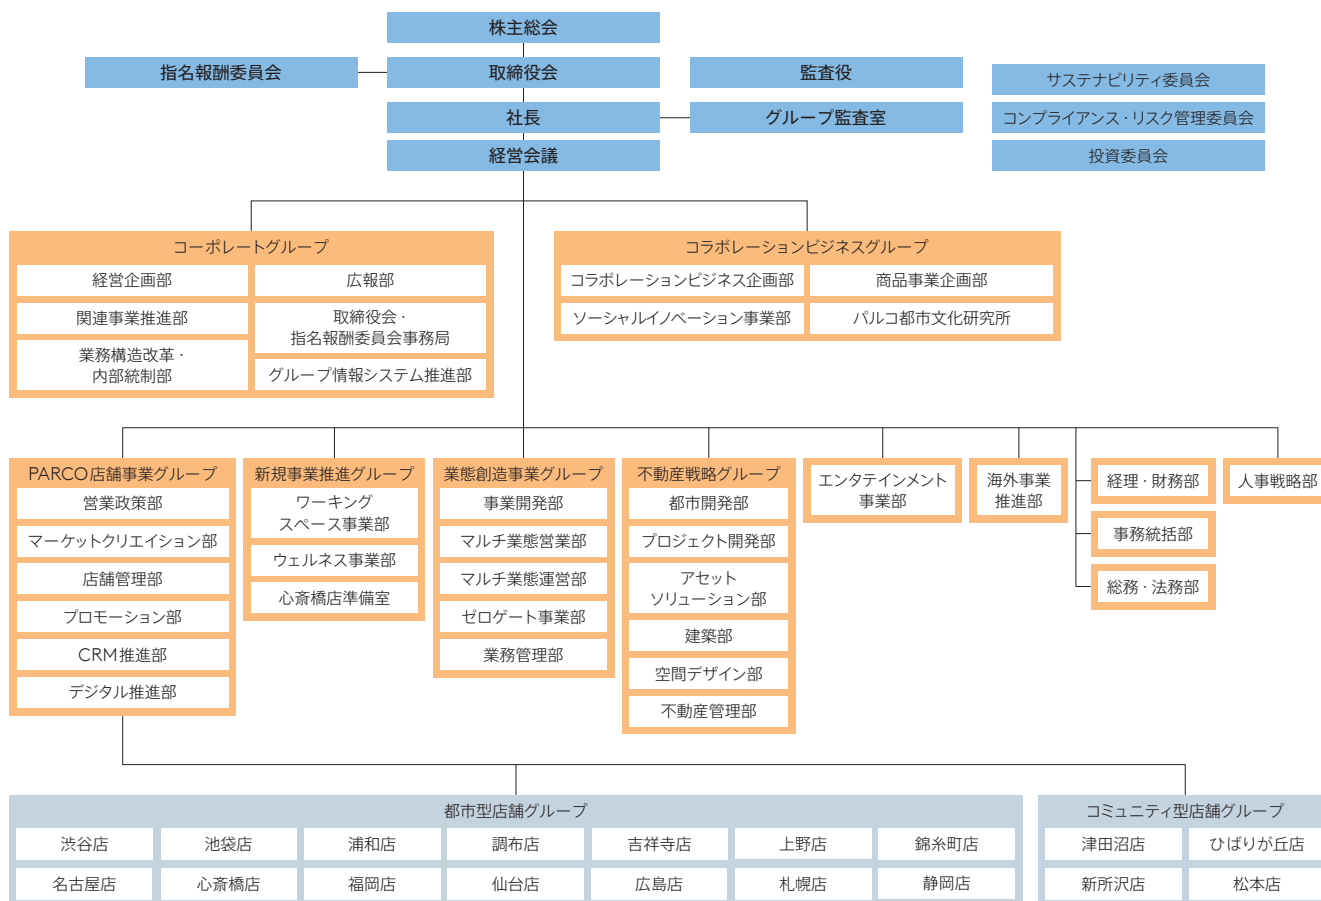 株主総会
指名報酬委員会
取締役会
監査役
サステナビリティ委員会
社長
グループ監査室
コンプライアンス・リスク管理委員会
経営会議
投資委員会
コーポレートグループ
経営企画部
広報部
関連事業推進部
取締役会・
指名報酬委員会事務局
業務構造改革・
内部統制部
グループ情報システム推進部
コラボレーションビジネスグループ
コラボレーションビジネス企画部
商品事業企画部
ソーシャルイノベーション事業部
パルコ都市文化研究所
PARCO店舗事業グループ
営業政策部
マーケットクリエイション部
店舗管理部
プロモーション部
CRM推進部
デジタル推進部
新規事業推進グループ
ワーキング
スペース事業部
ウェルネス事業部
心斎橋店準備室
業態創造事業グループ
事業開発部
マルチ業態営業部
マルチ業態運営部
ゼロゲート事業部
業務管理部
不動産戦略グループ
都市開発部
プロジェクト開発部
アセット
ソリューション部
建築部
空間デザイン部
不動産管理部
エンタテインメント
事業部
海外事業
推進部
経理・財務部
事務統括部
総務・法務部
人事戦略部
都市型店舗グループ
渋谷店
池袋店
浦和店
調布店
吉祥寺店
上野店
錦糸町店
名古屋店
心斎橋店
福岡店
仙台店
広島店
札幌店
静岡店
コミュニティ型店舗グループ
津田沼店
ひばりが丘店
新所沢店
松本店